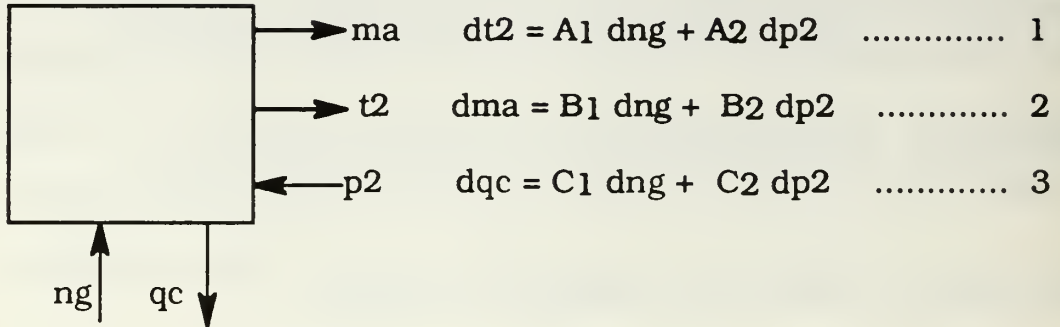 ma dt2 = A1 dng + A2 dp2 .............. 1
t2 dma = B1 dng + B2 dp2 ............. 2
p2 dqc = C1 dng + C2 dp2 ............ 3
ng qc